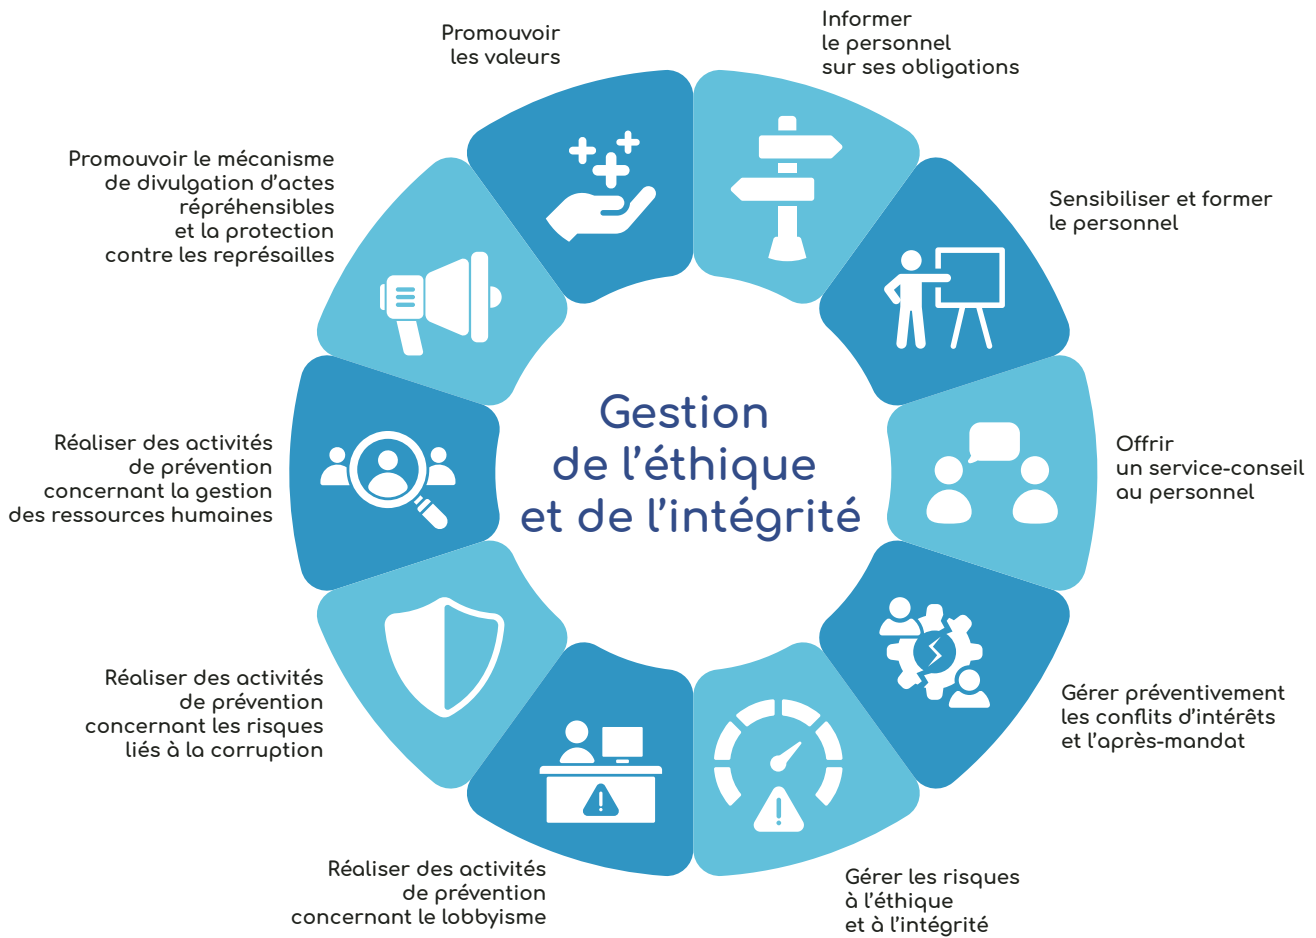 Promouvoir
les valeurs
Informer
le personnel
sur ses obligations
Sensibiliser et former
le personnel
Offrir
un service-conseil
au personnel
Gérer préventivement
les conflits d’intérêts
et l’après-mandat
Gérer les risques
à l’éthique
et à l’intégrité
Réaliser des activités
de prévention
concernant le lobbyisme
Réaliser des activités
de prévention
concernant les risques
liés à la corruption
Réaliser des activités
de prévention
concernant la gestion
des ressources humaines
Promouvoir le mécanisme
de divulgation d’actes
répréhensibles
et la protection
contre les représailles
Gestion
de l’éthique
et de l’intégrité